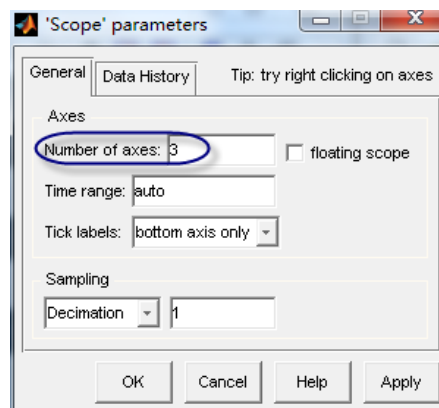 'Scope' parameters
General Data History Tip: try right clicking on axes
Axes
Number of axes: 3 floating scope
Time range: auto
Tick labels: bottom axis only
Sampling
Decimation 1
OK Cancel Help Apply